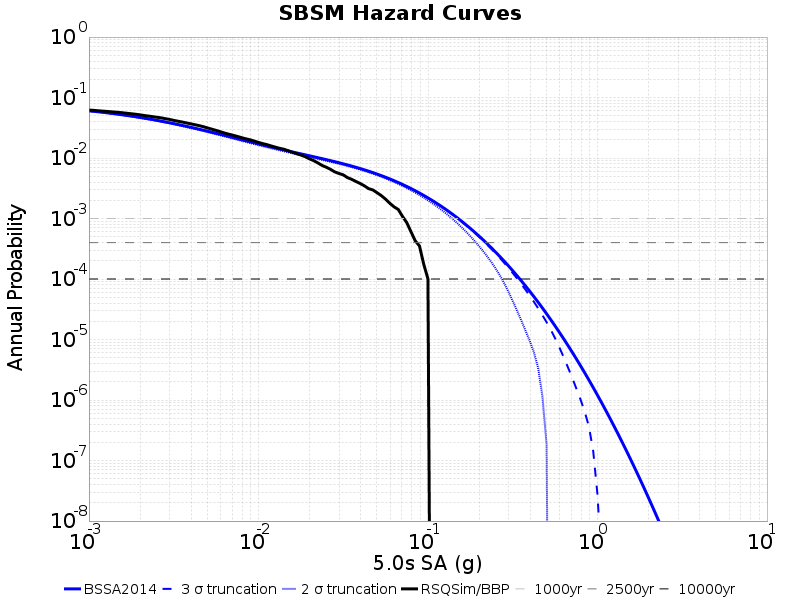 SBSM Hazard Curves
10^0
10^-1
10^-2
10^-3
10^-4
10^-5
10^-6
10^-7
10^-8
Annual Probability
10^-3 10^-2 10^-1 10^0 10^1
5.0s SA (g)
BSSA2014 3 σ truncation 2 σ truncation RSQSim/BBP 1000yr 2500yr 10000yr